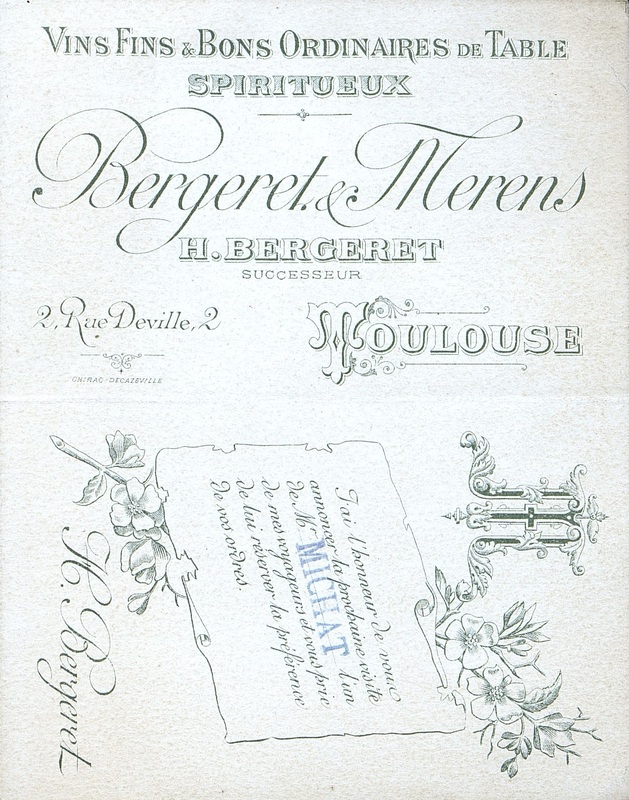 VINS FINS & BONS ORDINAIRES DE TABLE
SPIRITUEUX
Bergeret & Merens
H. BERGERET
SUCCESSEUR
2, Rue Deville, 2
TOULOUSE
CHIRAC-DECAZEVILLE
J'ai l'honneur de vous
annoncer la prochaine visite
de Mr MICHAT l'un
de mes voyageurs et vous prie
de lui réserver la préférence
de vos ordres.
H. Bergeret